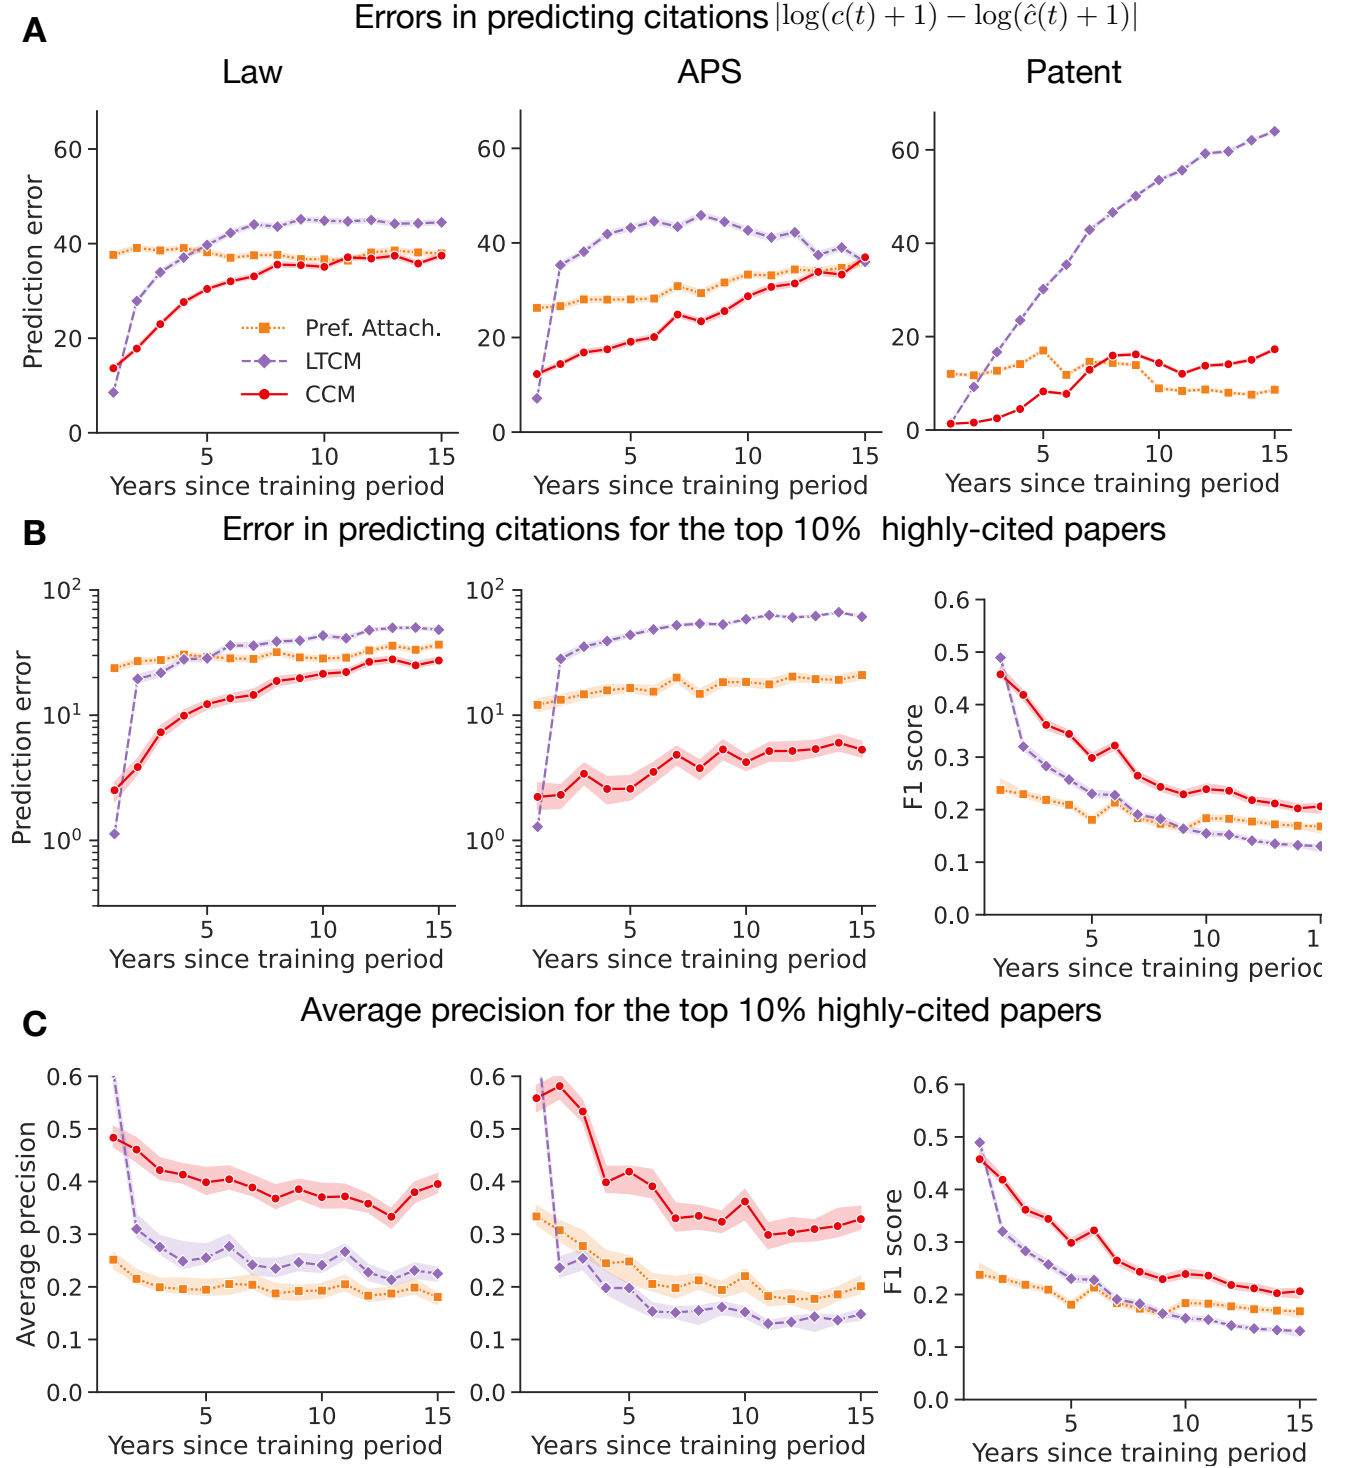 A
Errors in predicting citations |log(c(t) + 1) − log(ĉ(t) + 1)|
Law
APS
Patent
Prediction error
60
40
20
0
5
10
15
Years since training period
Pref. Attach.
LTCM
CCM
60
40
20
0
5
10
15
Years since training period
60
40
20
0
5
10
15
Years since training period
B
Error in predicting citations for the top 10% highly-cited papers
Prediction error
10²
10¹
10⁰
5
10
15
Years since training period
10²
10¹
10⁰
5
10
15
Years since training period
F1 score
0.6
0.5
0.4
0.3
0.2
0.1
0.0
5
10
1
Years since training period
C
Average precision for the top 10% highly-cited papers
Average precision
0.6
0.5
0.4
0.3
0.2
0.1
0.0
5
10
15
Years since training period
0.6
0.5
0.4
0.3
0.2
0.1
0.0
5
10
15
Years since training period
F1 score
0.6
0.5
0.4
0.3
0.2
0.1
0.0
5
10
15
Years since training period